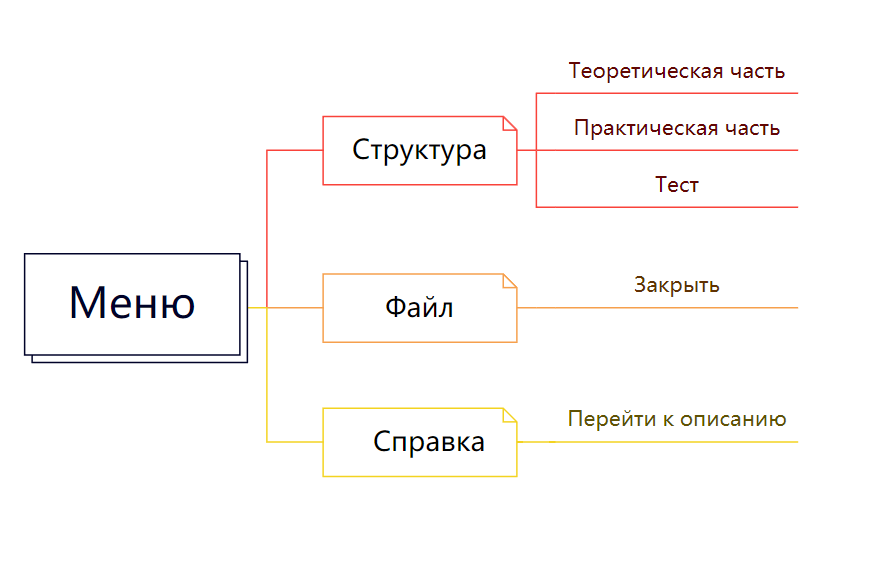 Меню
Структура
Теоретическая часть
Практическая часть
Тест
Файл
Закрыть
Справка
Перейти к описанию